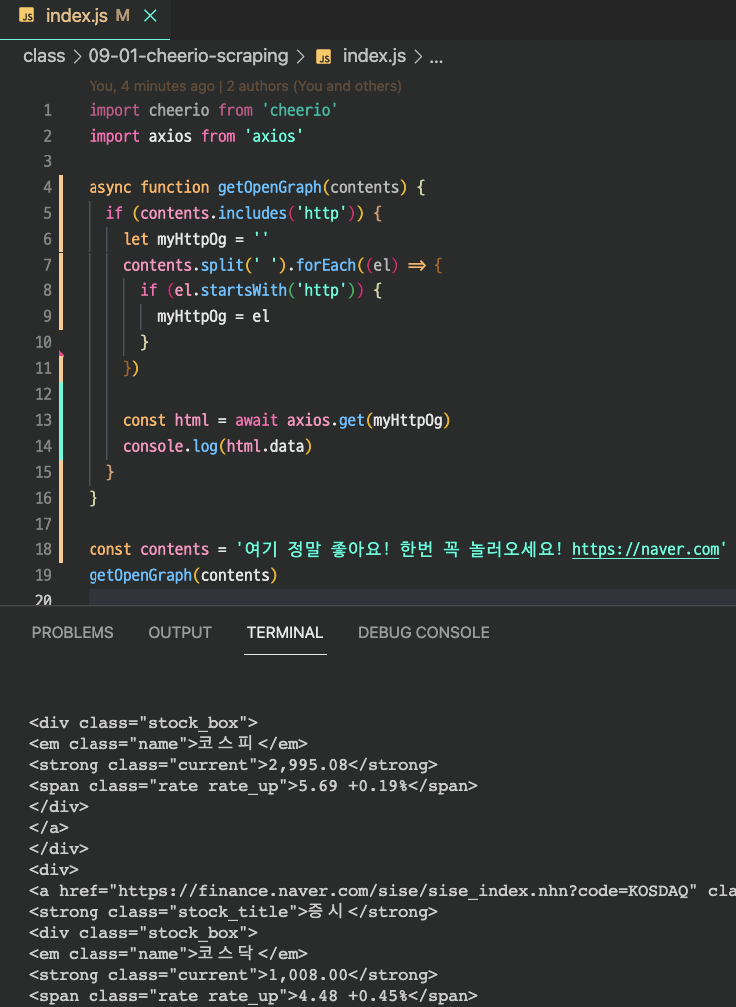 JS index.js M ×
class > 09-01-cheerio-scraping > JS index.js > ...
You, 4 minutes ago | 2 authors (You and others)
1 import cheerio from 'cheerio'
2 import axios from 'axios'
3
4 async function getOpenGraph(contents) {
5 if (contents.includes('http')) {
6 let myHttpOg = ''
7 contents.split(' ').forEach((el) => {
8 if (el.startsWith('http')) {
9 myHttpOg = el
10 }
11 })
12
13 const html = await axios.get(myHttpOg)
14 console.log(html.data)
15 }
16 }
17
18 const contents = '여기 정말 좋아요! 한번 꼭 놀러오세요! https://naver.com'
19 getOpenGraph(contents)
20
PROBLEMS OUTPUT TERMINAL DEBUG CONSOLE
<div class="stock_box">
<em class="name">코스피</em>
<strong class="current">2,995.08</strong>
<span class="rate rate_up">5.69 +0.19%</span>
</div>
</a>
</div>
<div>
<a href="https://finance.naver.com/sise/sise_index.nhn?code=KOSDAQ" cla
<strong class="stock_title">증시</strong>
<div class="stock_box">
<em class="name">코스닥</em>
<strong class="current">1,008.00</strong>
<span class="rate rate_up">4.48 +0.45%</span>